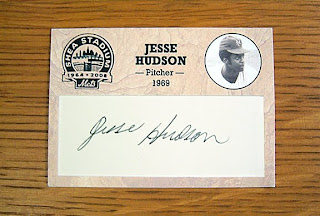 SHEA STADIUM
1964 • 2008
Mets
JESSE
HUDSON
— Pitcher —
1969
Jesse Hudson